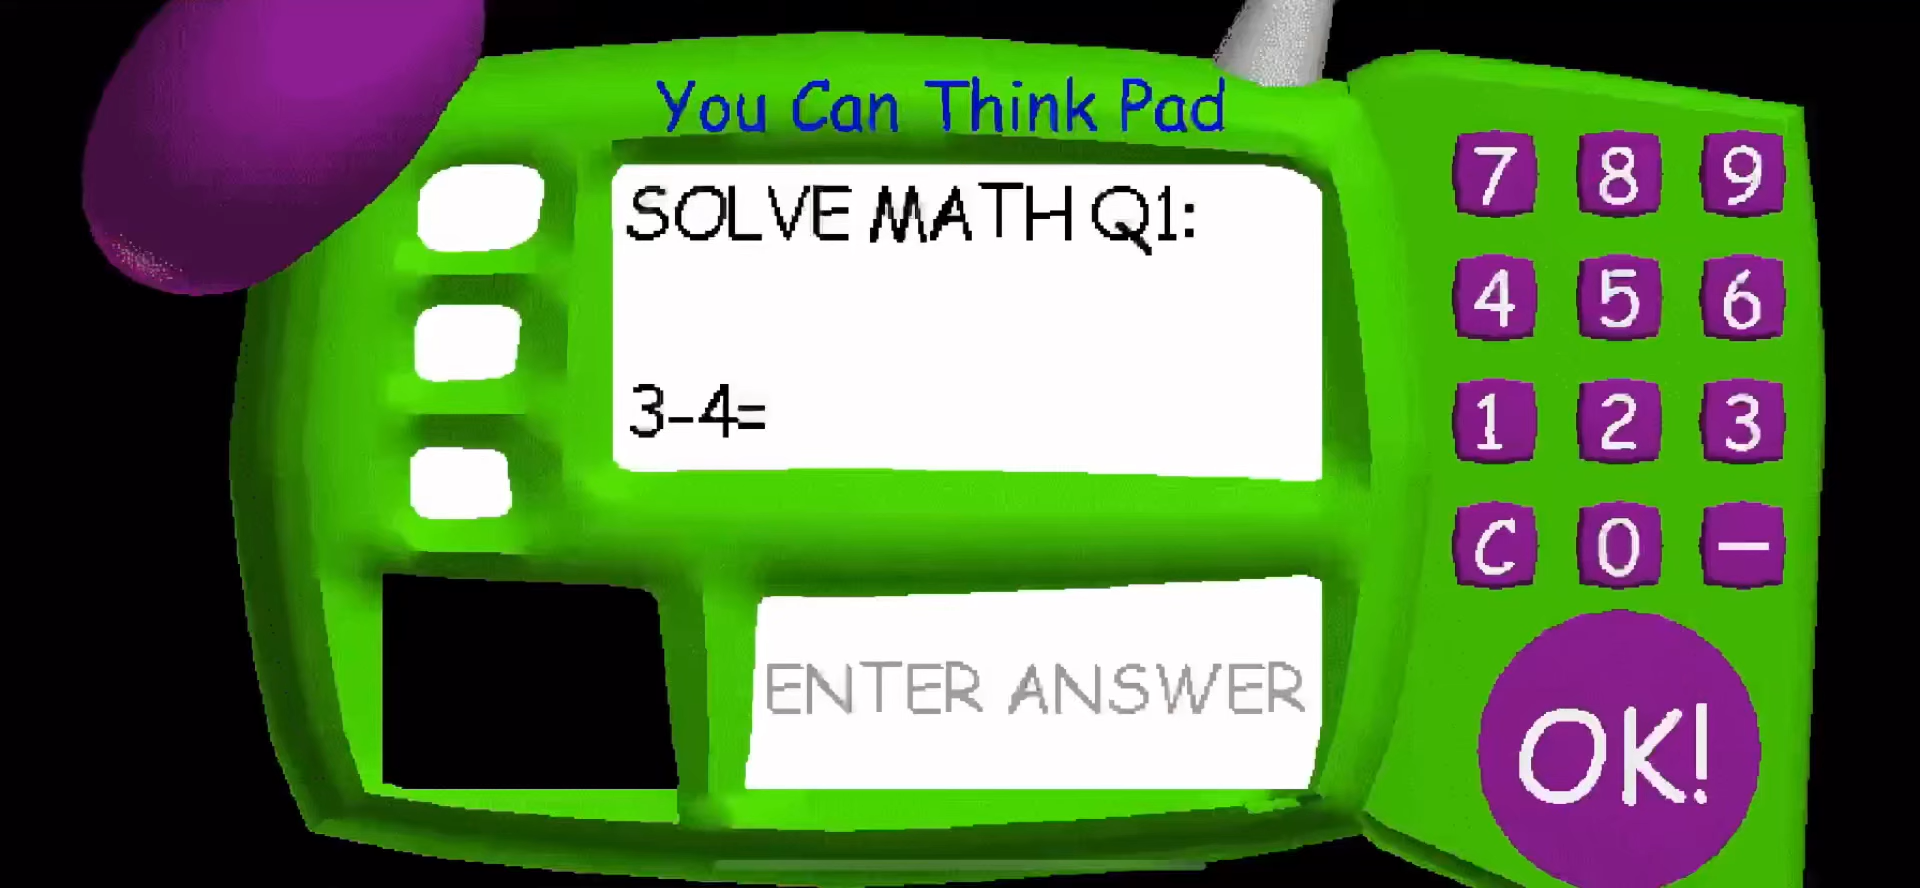 You Can Think Pad
SOLVE MATH Q1:
3-4=
ENTER ANSWER
7 8 9
4 5 6
1 2 3
C 0 −
OK!